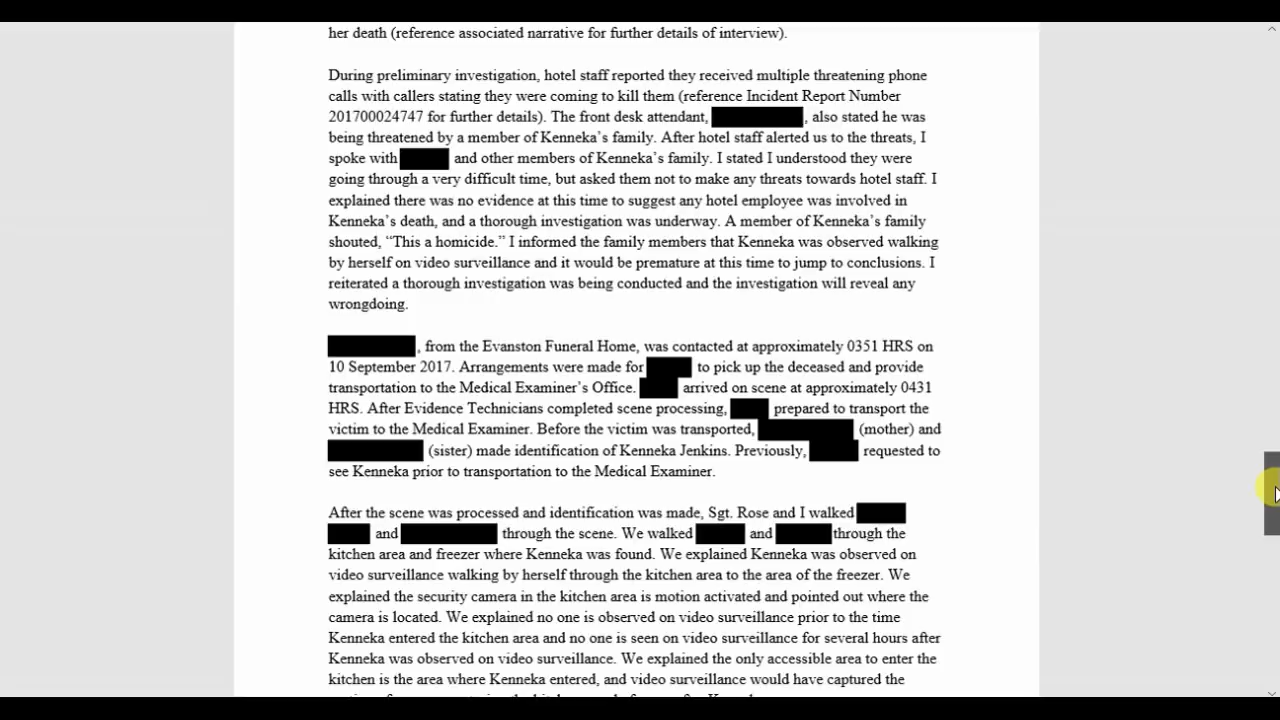 her death (reference associated narrative for further details of interview).
During preliminary investigation, hotel staff reported they received multiple threatening phone
calls with callers stating they were coming to kill them (reference Incident Report Number
201700024747 for further details). The front desk attendant, , also stated he was
being threatened by a member of Kenneka's family. After hotel staff alerted us to the threats, I
spoke with and other members of Kenneka's family. I stated I understood they were
going through a very difficult time, but asked them not to make any threats towards hotel staff. I
explained there was no evidence at this time to suggest any hotel employee was involved in
Kenneka's death, and a thorough investigation was underway. A member of Kenneka's family
shouted, “This a homicide.” I informed the family members that Kenneka was observed walking
by herself on video surveillance and it would be premature at this time to jump to conclusions. I
reiterated a thorough investigation was being conducted and the investigation will reveal any
wrongdoing.
, from the Evanston Funeral Home, was contacted at approximately 0351 HRS on
10 September 2017. Arrangements were made for to pick up the deceased and provide
transportation to the Medical Examiner's Office. arrived on scene at approximately 0431
HRS. After Evidence Technicians completed scene processing, prepared to transport the
victim to the Medical Examiner. Before the victim was transported, (mother) and
(sister) made identification of Kenneka Jenkins. Previously, requested to
see Kenneka prior to transportation to the Medical Examiner.
After the scene was processed and identification was made, Sgt. Rose and I walked
and through the scene. We walked and through the
kitchen area and freezer where Kenneka was found. We explained Kenneka was observed on
video surveillance walking by herself through the kitchen area to the area of the freezer. We
explained the security camera in the kitchen area is motion activated and pointed out where the
camera is located. We explained no one is observed on video surveillance prior to the time
Kenneka entered the kitchen area and no one is seen on video surveillance for several hours after
Kenneka was observed on video surveillance. We explained the only accessible area to enter the
kitchen is the area where Kenneka entered, and video surveillance would have captured the